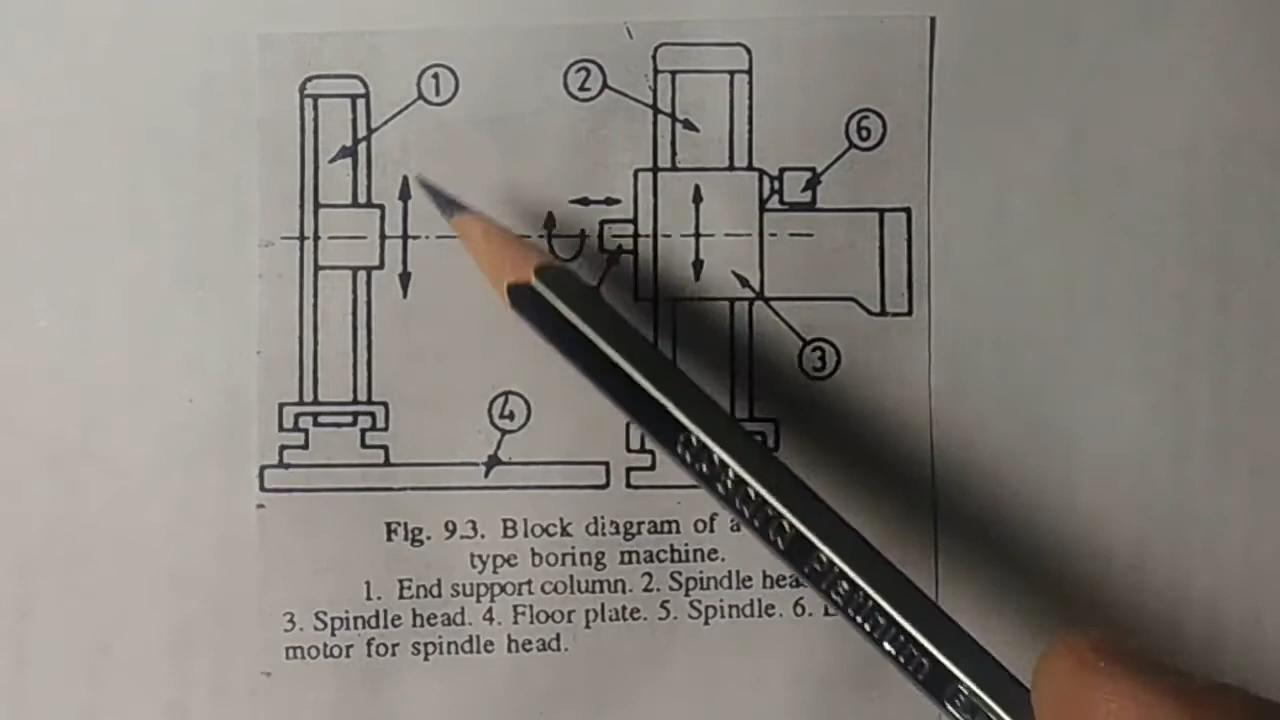 1
2
6
3
4
Fig. 9.3. Block diagram of a
type boring machine.
1. End support column. 2. Spindle
3. Spindle head. 4. Floor plate. 5. Spindle. 6.
motor for spindle head.
Platinum